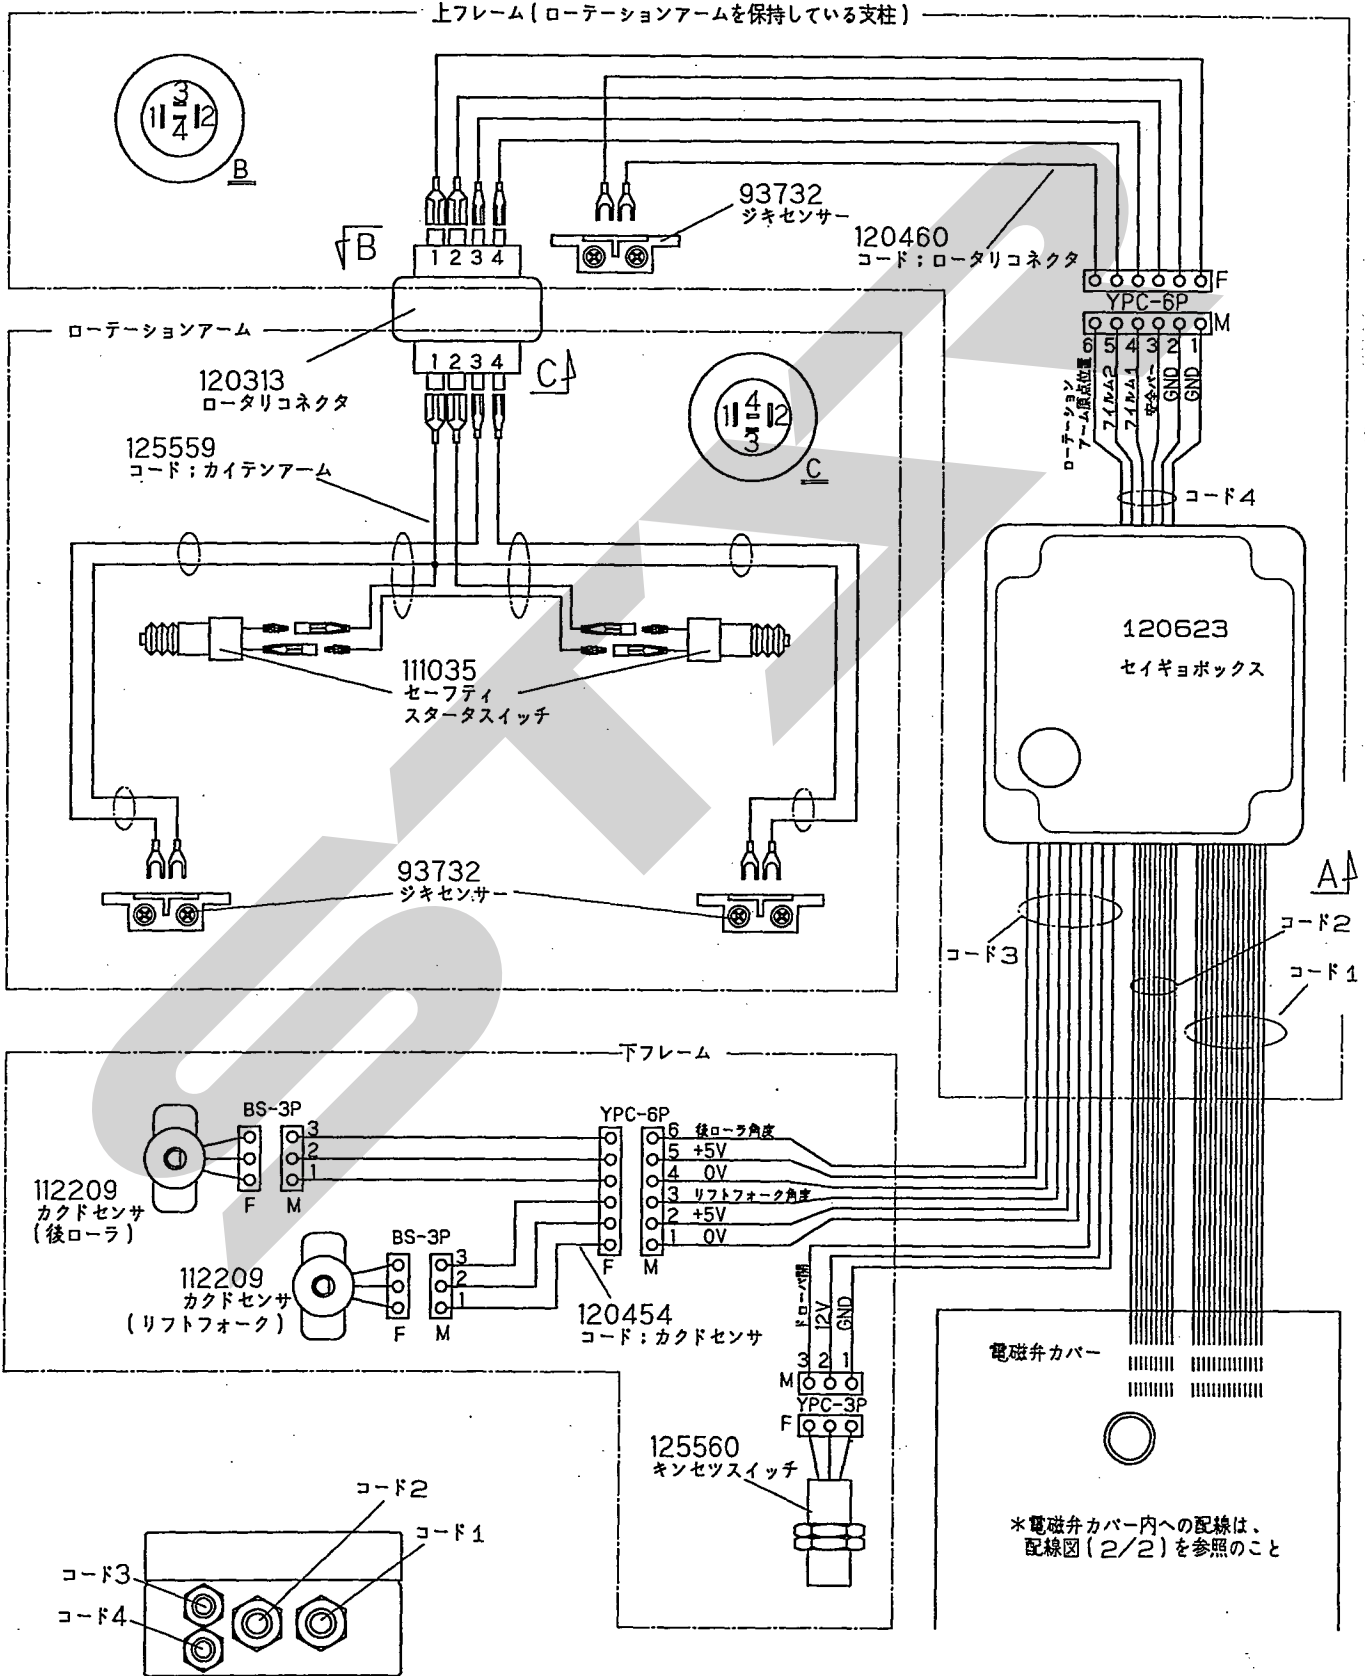 上フレーム(ローテーションアームを保持している支柱)
3
1 2
4
B
B
93732
ジキセンサー
120460
コード;ロータリコネクタ
1 2 3 4
F
YPC-6P
M
6 5 4 3 2 1
ローテーション
アーム原点位置
フイルム2
フイルム1
安全バー
GND
GND
コード4
ローテーションアーム
1 2 3 4
C
120313
ロータリコネクタ
125559
コード;カイテンアーム
4
1 2
3
C
120623
セイギョボックス
111035
セーフティ
スタータスイッチ
93732
ジキセンサー
A
コード3
コード2
コード1
下フレーム
BS-3P
3
2
1
F M
112209
カクドセンサ
(後ローラ)
YPC-6P
6 後ローラ角度
5 +5V
4 0V
3 リフトフォーク角度
2 +5V
1 0V
F M
BS-3P
3
2
1
F M
112209
カクドセンサ
(リフトフォーク)
120454
コード;カクドセンサ
12V
GND
3 2 1
M
YPC-3P
F
125560
キンセツスイッチ
電磁弁カバー
*電磁弁カバー内への配線は、
配線図(2/2)を参照のこと
コード2
コード1
コード3
コード4
STAR